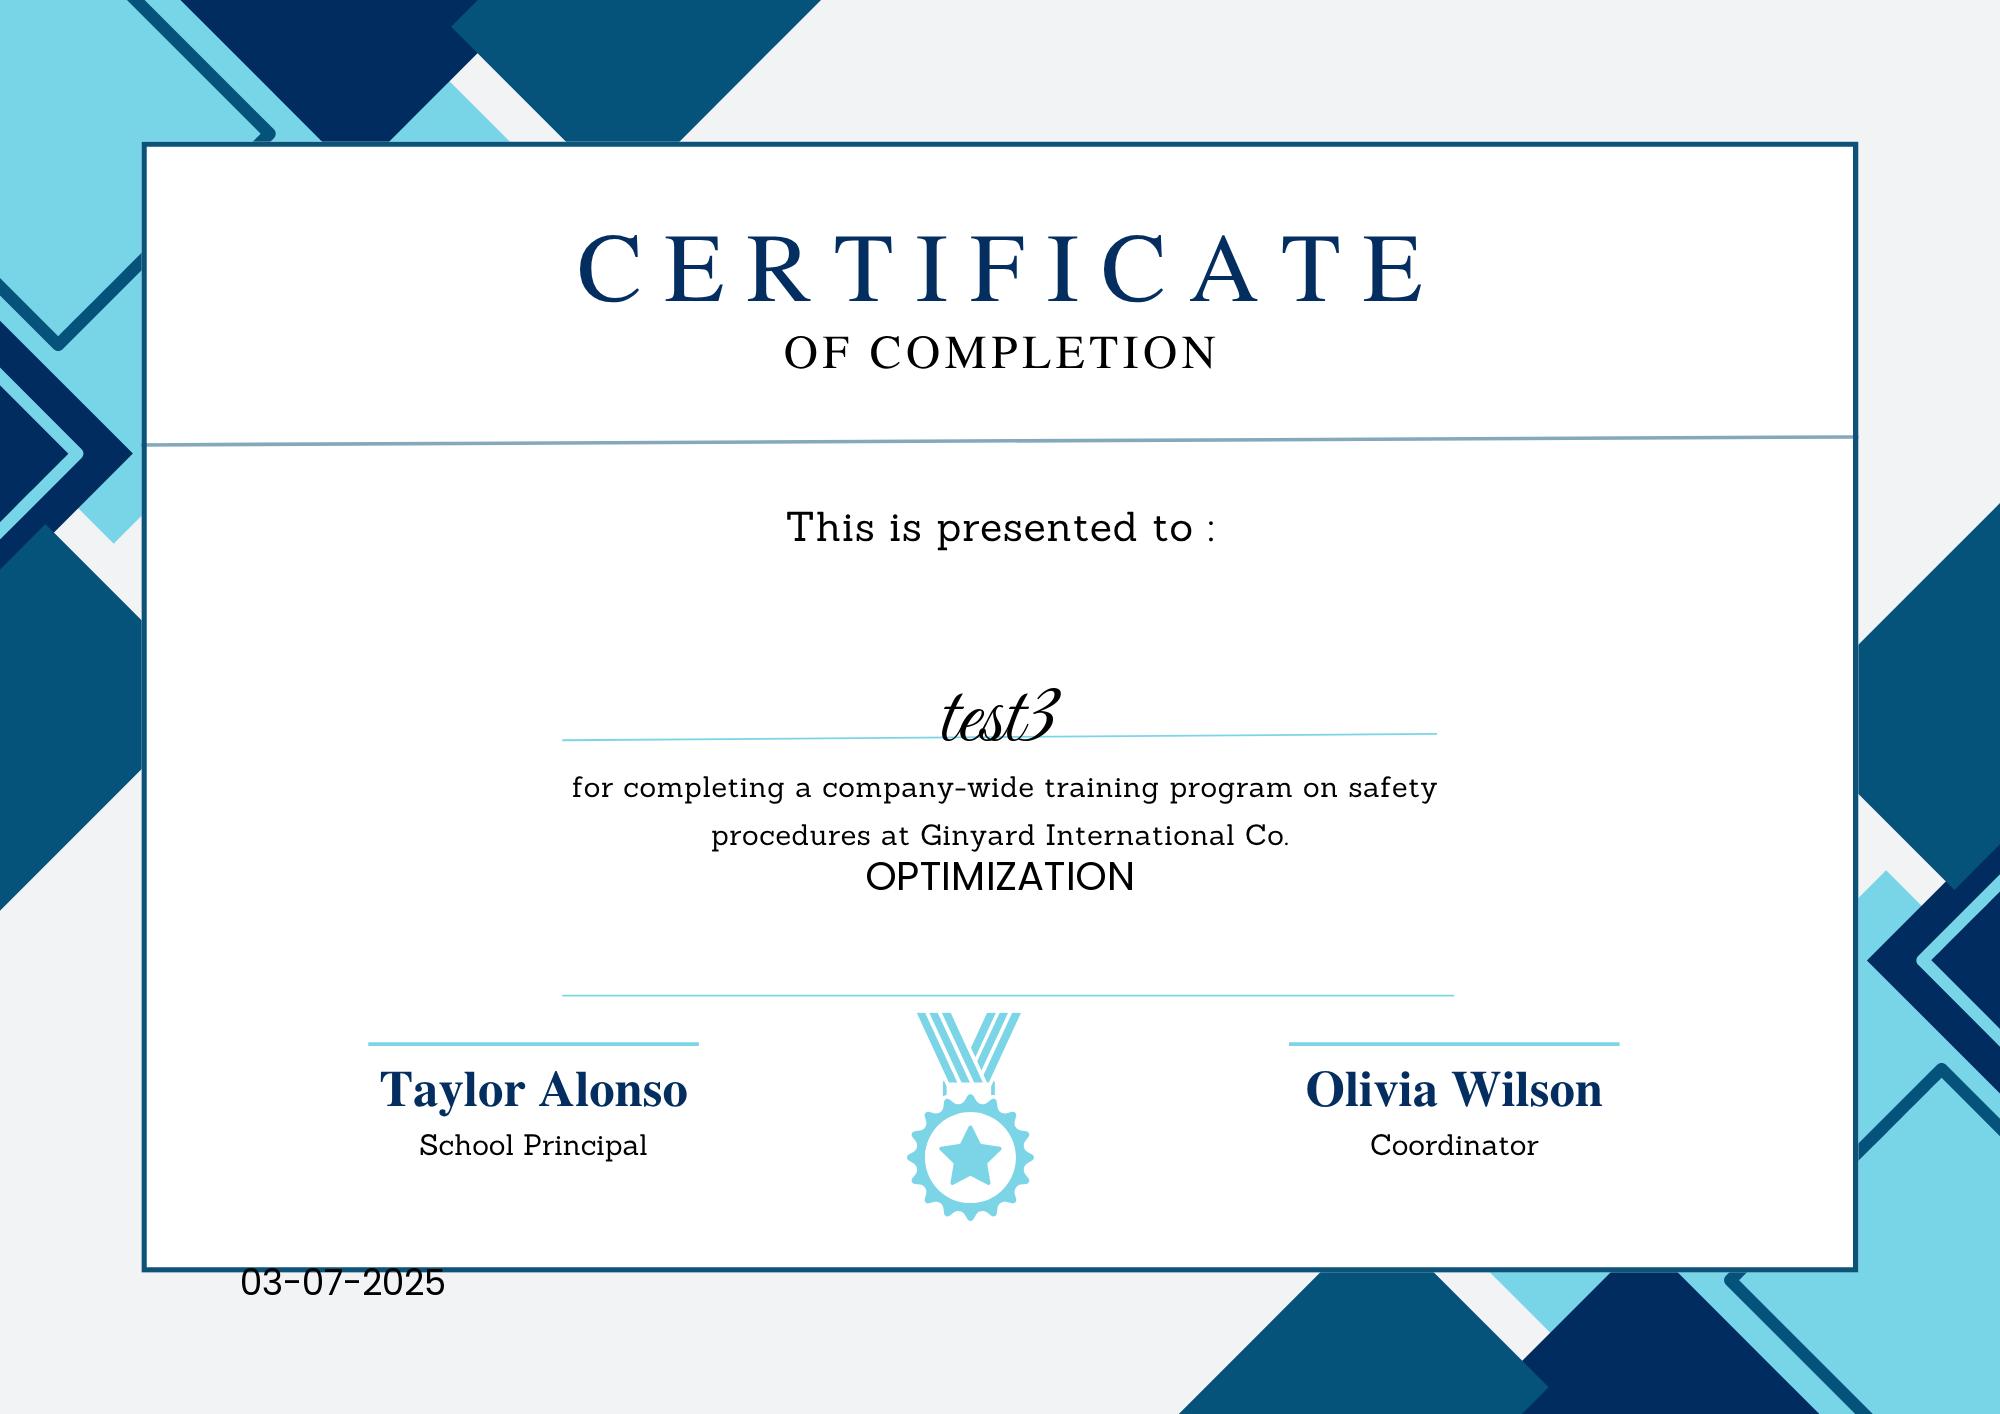 CERTIFICATE
OF COMPLETION
This is presented to :
test3
for completing a company-wide training program on safety
procedures at Ginyard International Co.
OPTIMIZATION
Taylor Alonso
School Principal
Olivia Wilson
Coordinator
03-07-2025